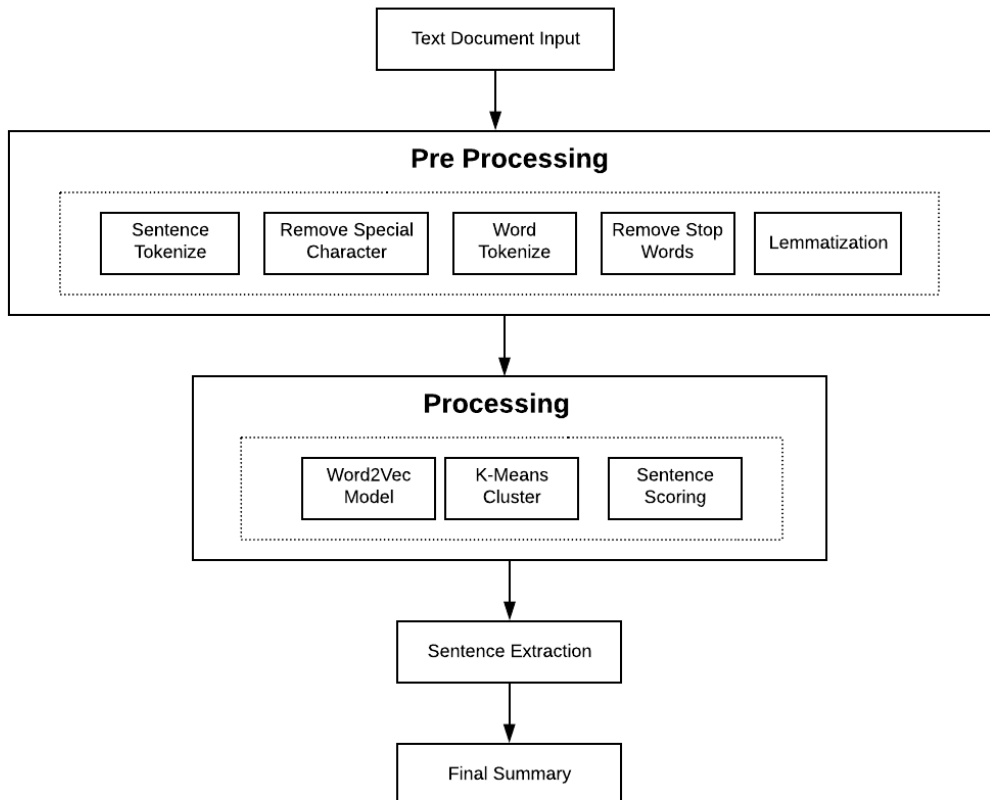 Text Document Input
Pre Processing
Sentence
Tokenize
Remove Special
Character
Word
Tokenize
Remove Stop
Words
Lemmatization
Processing
Word2Vec
Model
K-Means
Cluster
Sentence
Scoring
Sentence Extraction
Final Summary